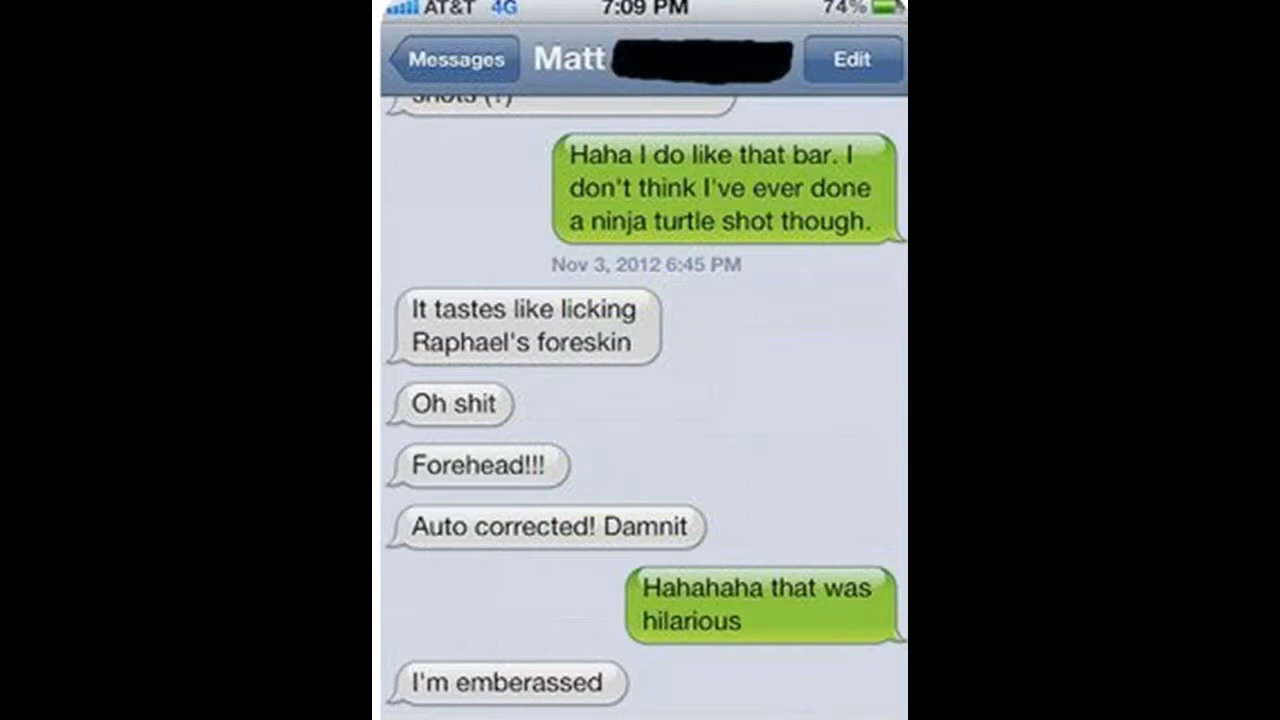 AT&T 4G 7:09 PM 74%
Messages Matt Edit
shots (?)
Haha I do like that bar. I
don't think I've ever done
a ninja turtle shot though.
Nov 3, 2012 6:45 PM
It tastes like licking
Raphael's foreskin
Oh shit
Forehead!!!
Auto corrected! Damnit
Hahahaha that was
hilarious
I'm emberassed